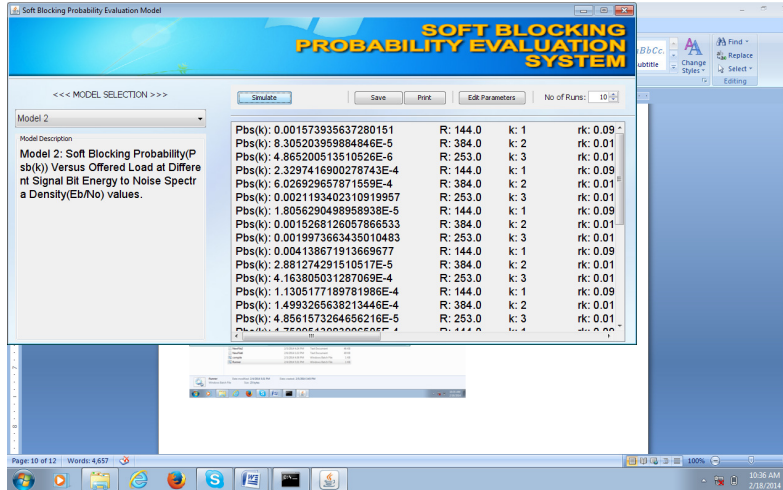 Soft Blocking Probability Evaluation Model
SOFT BLOCKING
PROBABILITY EVALUATION
SYSTEM
<<< MODEL SELECTION >>>
Model 2
Model Description
Model 2: Soft Blocking Probability(P
sb(k)) Versus Offered Load at Differe
nt Signal Bit Energy to Noise Spectr
a Density(Eb/No) values.
Simulate Save Print Edit Parameters No of Runs: 10
Pbs(k): 0.001573935637280151 R: 144.0 k: 1 rk: 0.09
Pbs(k): 8.305203959884846E-5 R: 384.0 k: 2 rk: 0.01
Pbs(k): 4.865200513510526E-6 R: 253.0 k: 3 rk: 0.01
Pbs(k): 2.3297416900278743E-4 R: 144.0 k: 1 rk: 0.09
Pbs(k): 6.026929657871559E-4 R: 384.0 k: 2 rk: 0.01
Pbs(k): 0.002119340231091995​7 R: 253.0 k: 3 rk: 0.01
Pbs(k): 1.8056290498958938E-5 R: 144.0 k: 1 rk: 0.09
Pbs(k): 0.0015268126057866533 R: 384.0 k: 2 rk: 0.01
Pbs(k): 0.0019973663435010483 R: 253.0 k: 3 rk: 0.01
Pbs(k): 0.004138671913669677 R: 144.0 k: 1 rk: 0.09
Pbs(k): 2.881274291510517E-5 R: 384.0 k: 2 rk: 0.01
Pbs(k): 4.163805031287069E-4 R: 253.0 k: 3 rk: 0.01
Pbs(k): 1.1305177189781986E-4 R: 144.0 k: 1 rk: 0.09
Pbs(k): 1.4993265638213446E-4 R: 384.0 k: 2 rk: 0.01
Pbs(k): 4.8561573264656216E-5 R: 253.0 k: 3 rk: 0.01
BbCc.
ubtitle
Change
Styles
Find
Replace
Select
Editing
Page: 10 of 12 Words: 4,657
100%
10:36 AM
2/18/2014